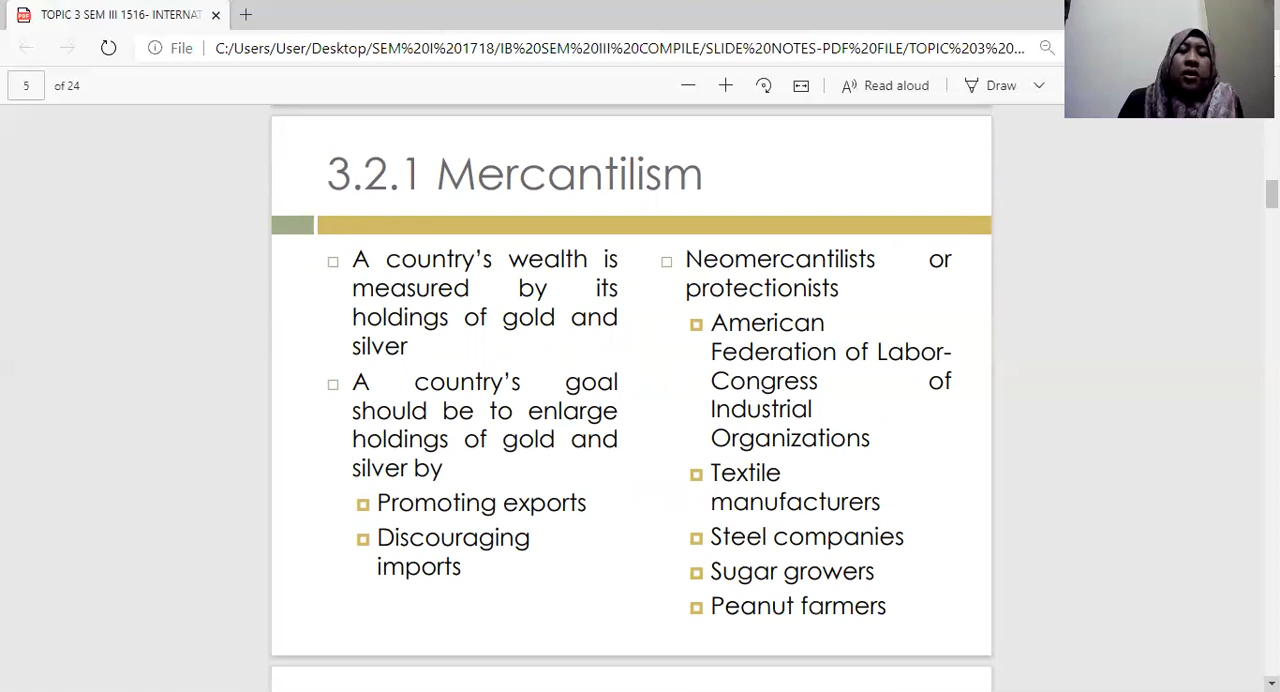 TOPIC 3 SEM III 1516- INTERNAT
File
C:/Users/User/Desktop/SEM%20I%201718/IB%20SEM%20III%20COMPILE/SLIDE%20NOTES-PDF%20FILE/TOPIC%203%20...
5
of 24
Read aloud
Draw
3.2.1 Mercantilism
A country’s wealth is
measured by its
holdings of gold and
silver
A country’s goal
should be to enlarge
holdings of gold and
silver by
Promoting exports
Discouraging
imports
Neomercantilists or
protectionists
American
Federation of Labor-
Congress of
Industrial
Organizations
Textile
manufacturers
Steel companies
Sugar growers
Peanut farmers